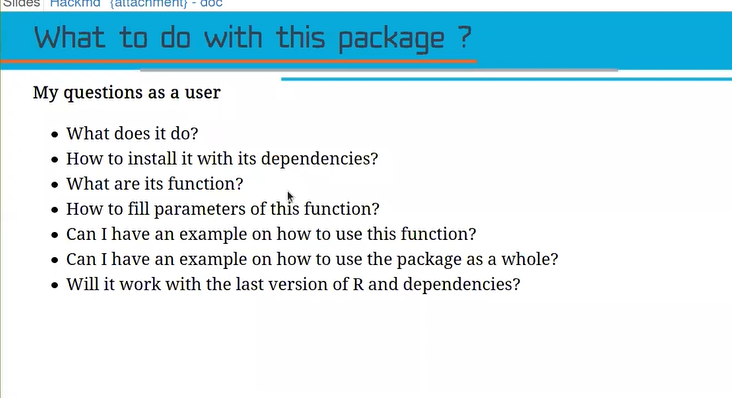 Slides Hackmd {attachment} - doc
What to do with this package ?
My questions as a user
What does it do?
How to install it with its dependencies?
What are its function?
How to fill parameters of this function?
Can I have an example on how to use this function?
Can I have an example on how to use the package as a whole?
Will it work with the last version of R and dependencies?